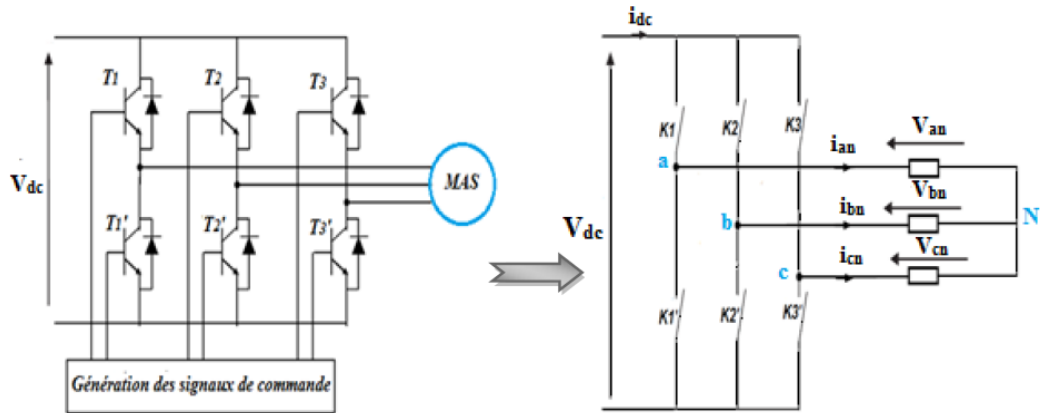 T1
T2
T3
Vdc
MAS
T1'
T2'
T3'
Génération des signaux de commande
idc
K1
K2
K3
Van
ian
a
Vbn
ibn
b
N
Vcn
icn
c
Vdc
K1'
K2'
K3'